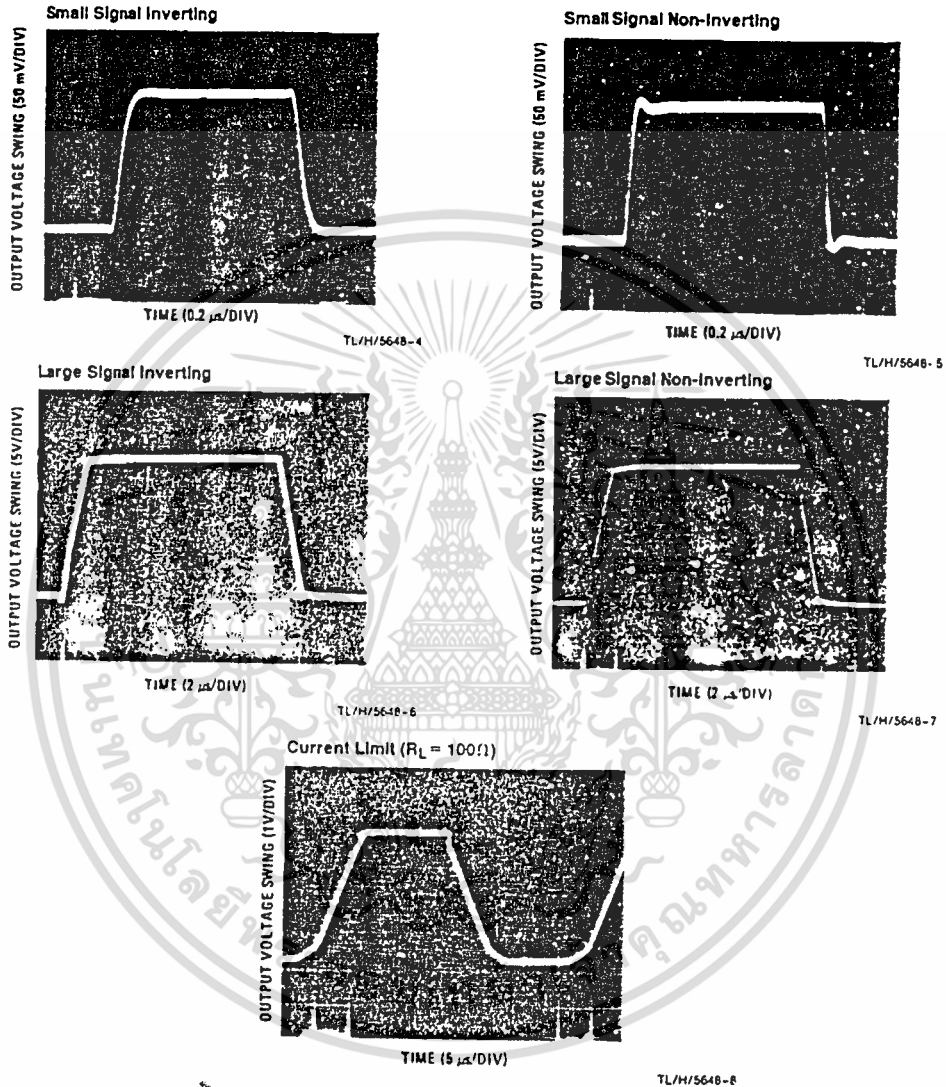 Small Signal Inverting
OUTPUT VOLTAGE SWING (50 mV/DIV)
TIME (0.2 µs/DIV)
TL/H/5648-4
Small Signal Non-Inverting
OUTPUT VOLTAGE SWING (50 mV/DIV)
TIME (0.2 µs/DIV)
TL/H/5648-5
Large Signal Inverting
OUTPUT VOLTAGE SWING (5V/DIV)
TIME (2 µs/DIV)
TL/H/5648-6
Large Signal Non-Inverting
OUTPUT VOLTAGE SWING (5V/DIV)
TIME (2 µs/DIV)
TL/H/5648-7
Current Limit (RL = 100Ω)
OUTPUT VOLTAGE SWING (1V/DIV)
TIME (5 µs/DIV)
TL/H/5648-8